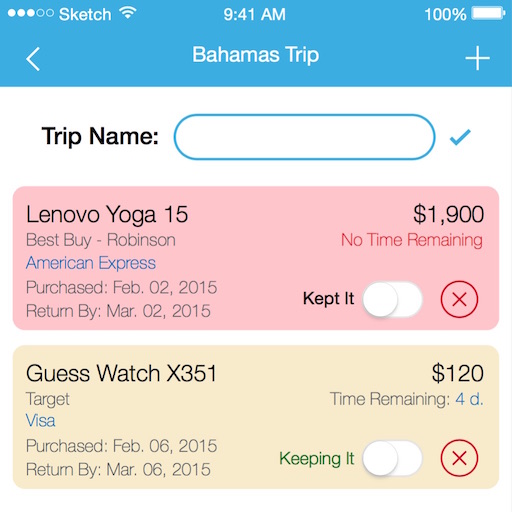 Sketch 9:41 AM 100%
Bahamas Trip
Trip Name:
Lenovo Yoga 15 $1,900
Best Buy - Robinson No Time Remaining
American Express
Purchased: Feb. 02, 2015
Return By: Mar. 02, 2015 Kept It
Guess Watch X351 $120
Target Time Remaining: 4 d.
Visa
Purchased: Feb. 06, 2015
Return By: Mar. 06, 2015 Keeping It